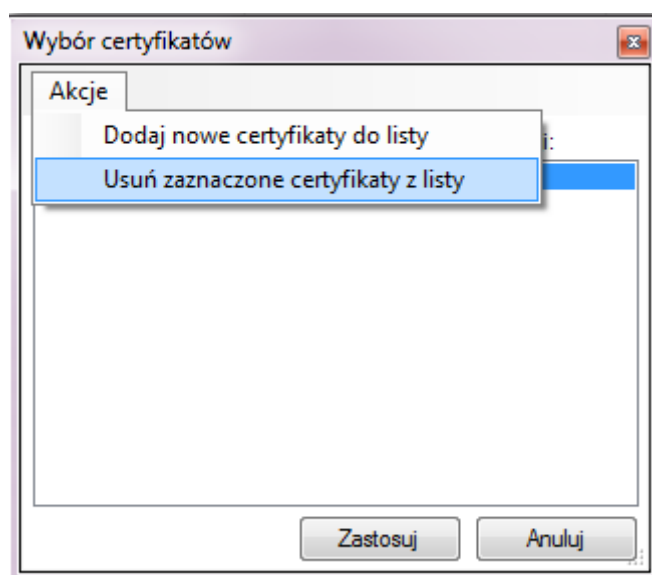 Wybór certyfikatów
Akcje
Dodaj nowe certyfikaty do listy
i:
Usuń zaznaczone certyfikaty z listy
Zastosuj
Anuluj